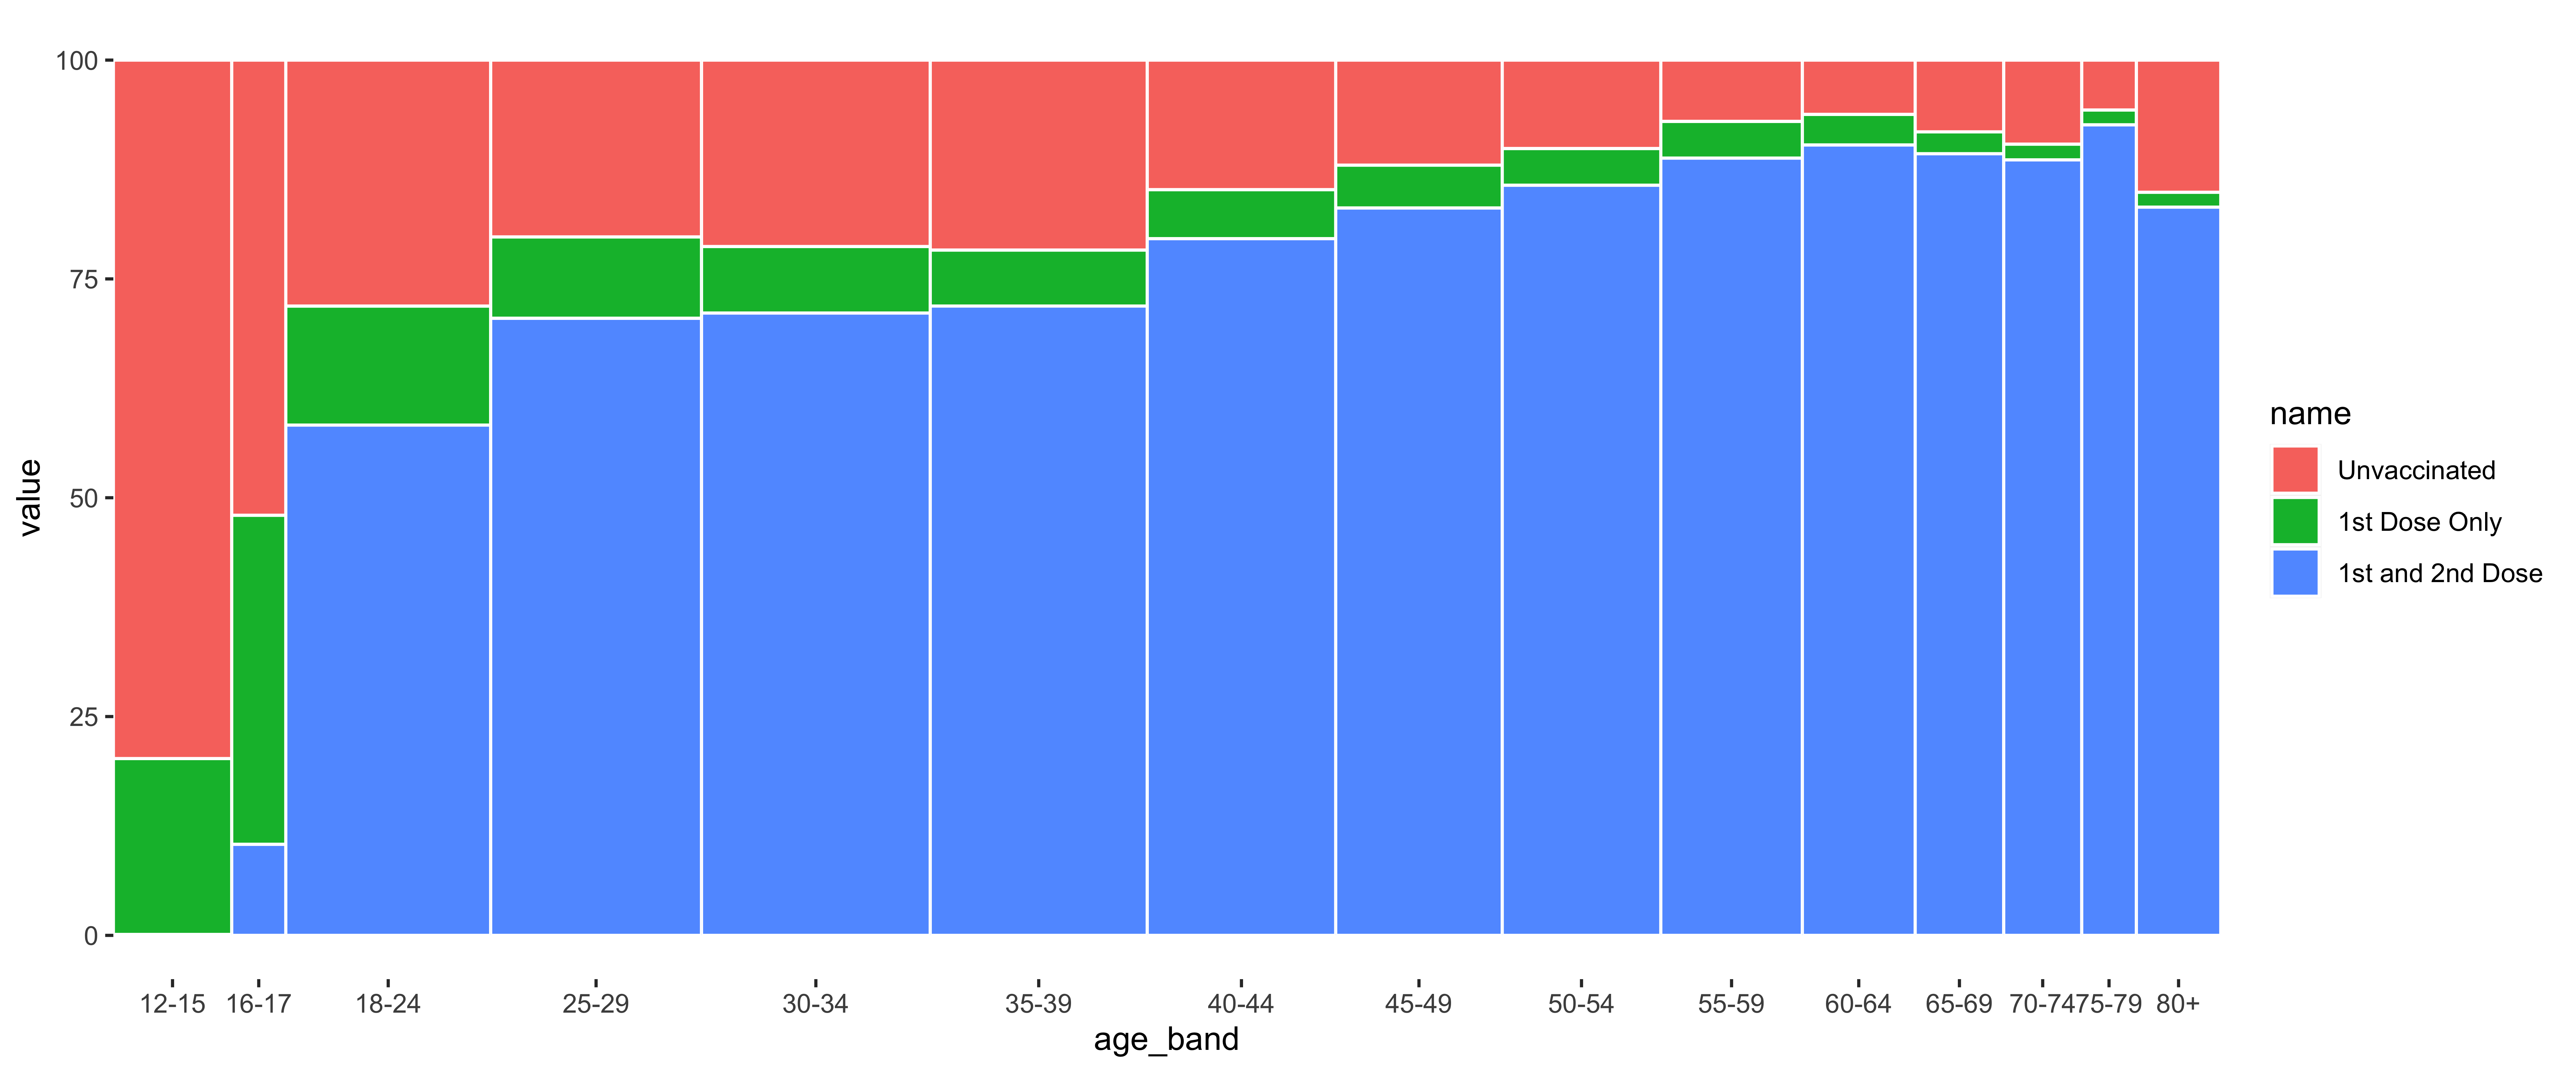 100
75
50
25
0
value
12-15 16-17 18-24 25-29 30-34 35-39 40-44 45-49 50-54 55-59 60-64 65-69 70-74 75-79 80+
age_band
name
Unvaccinated
1st Dose Only
1st and 2nd Dose